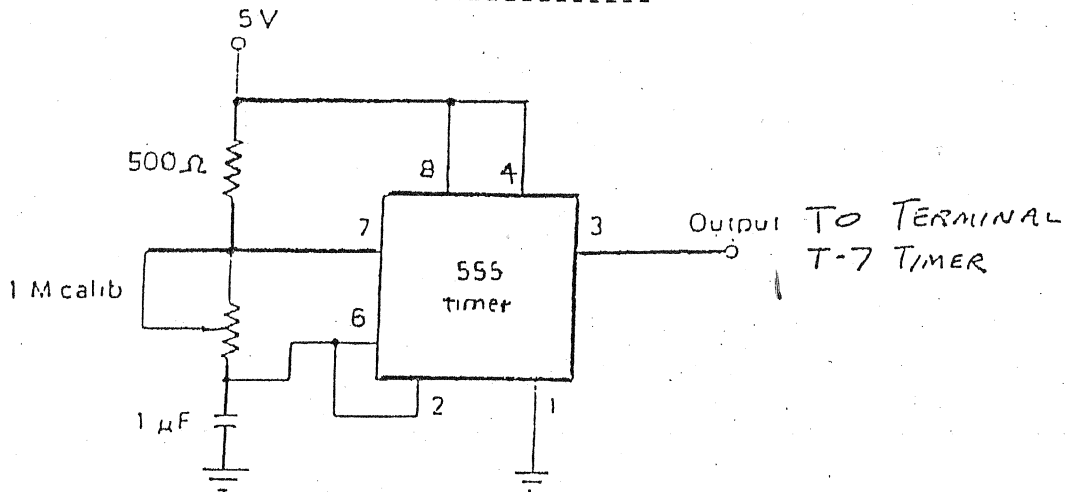 5 V
500Ω
8
4
7
3
Output TO TERMINAL
T-7 TIMER
1 M calib
555
timer
6
2
1
1 µF